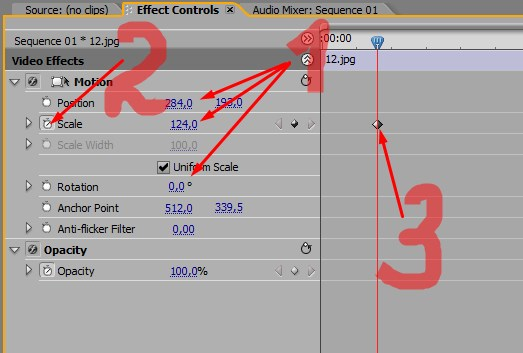 Source: (no clips) Effect Controls x Audio Mixer: Sequence 01
Sequence 01 * 12.jpg :00:00
Video Effects 12.jpg
Motion
Position 284,0 192,0
Scale 124,0
Scale Width 100,0
Uniform Scale
Rotation 0,0 °
Anchor Point 512,0 339,5
Anti-flicker Filter 0,00
Opacity
Opacity 100,0%
1
2
3